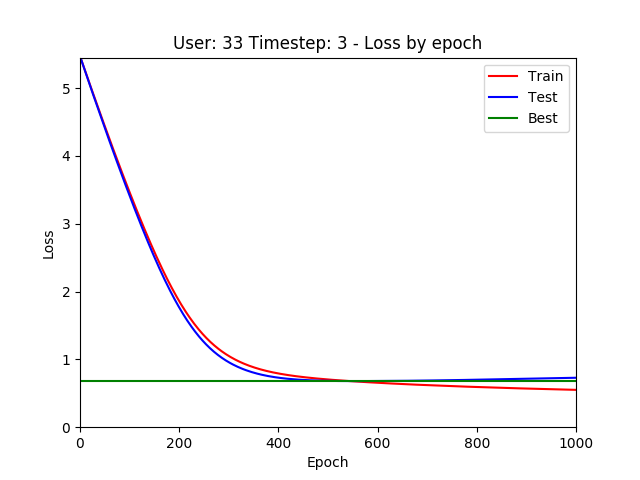 User: 33 Timestep: 3 - Loss by epoch
Train
Test
Best
5
4
3
2
1
0
Loss
0 200 400 600 800 1000
Epoch